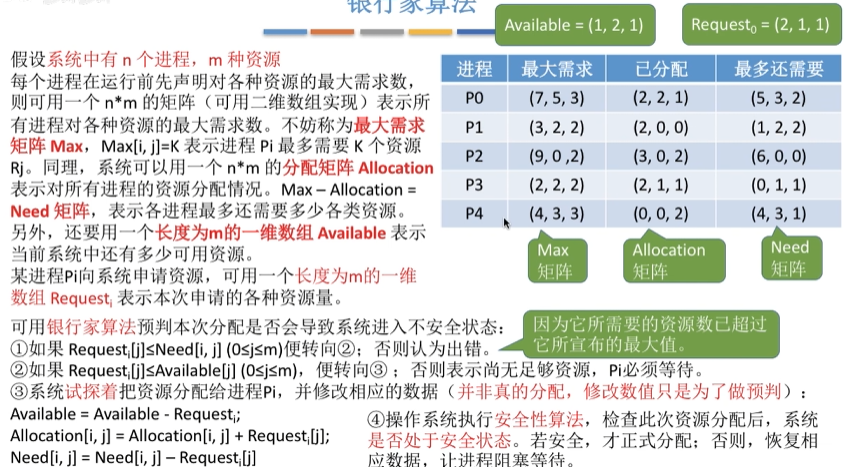 银行家算法
Available = (1, 2, 1)
Request₀ = (2, 1, 1)
假设系统中有 n 个进程，m 种资源
每个进程在运行前先声明对各种资源的最大需求数，
则可用一个 n*m 的矩阵（可用二维数组实现）表示所
有进程对各种资源的最大需求数。不妨称为最大需求
矩阵 Max，Max[i, j]=K 表示进程 Pi 最多需要 K 个资源
Rj。同理，系统可以用一个 n*m 的分配矩阵 Allocation
表示对所有进程的资源分配情况。Max – Allocation =
Need 矩阵，表示各进程最多还需要多少各类资源。
另外，还要用一个长度为m的一维数组 Available 表示
当前系统中还有多少可用资源。
某进程Pi向系统申请资源，可用一个长度为m的一维
数组 Requestᵢ 表示本次申请的各种资源量。
进程 最大需求 已分配 最多还需要
P0 (7, 5, 3) (2, 2, 1) (5, 3, 2)
P1 (3, 2, 2) (2, 0, 0) (1, 2, 2)
P2 (9, 0 ,2) (3, 0, 2) (6, 0, 0)
P3 (2, 2, 2) (2, 1, 1) (0, 1, 1)
P4 (4, 3, 3) (0, 0, 2) (4, 3, 1)
Max
矩阵
Allocation
矩阵
Need
矩阵
可用银行家算法预判本次分配是否会导致系统进入不安全状态：
①如果 Requestᵢ[j]≤Need[i, j] (0≤j≤m)便转向②；否则认为出错。
因为它所需要的资源数已超过
它所宣布的最大值。
②如果 Requestᵢ[j]≤Available[j] (0≤j≤m)，便转向③；否则表示尚无足够资源，Pi必须等待。
③系统试探着把资源分配给进程Pi，并修改相应的数据（并非真的分配，修改数值只是为了做预判）：
Available = Available - Requestᵢ;
Allocation[i, j] = Allocation[i, j] + Requestᵢ[j];
Need[i, j] = Need[i, j] – Requestᵢ[j]
④操作系统执行安全性算法，检查此次资源分配后，系统
是否处于安全状态。若安全，才正式分配；否则，恢复相
应数据，让进程阻塞等待。